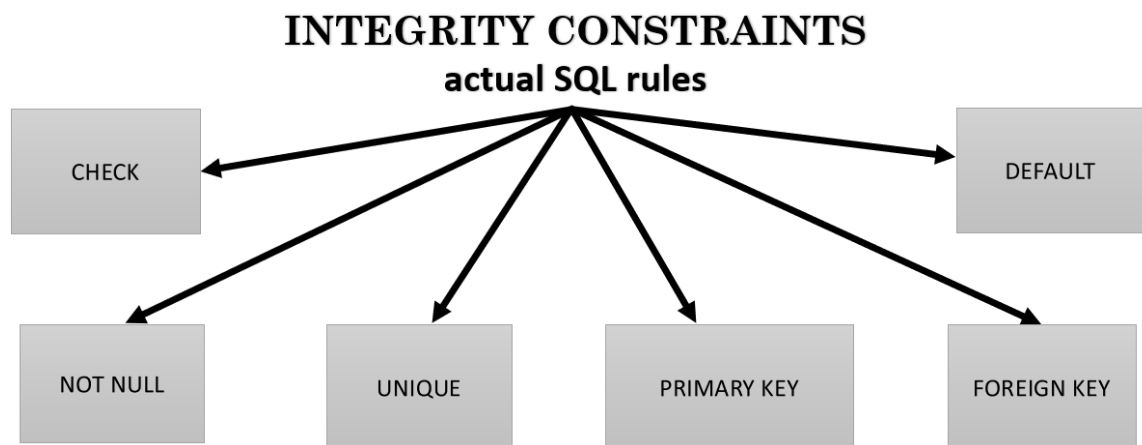 INTEGRITY CONSTRAINTS
actual SQL rules
CHECK
DEFAULT
NOT NULL
UNIQUE
PRIMARY KEY
FOREIGN KEY